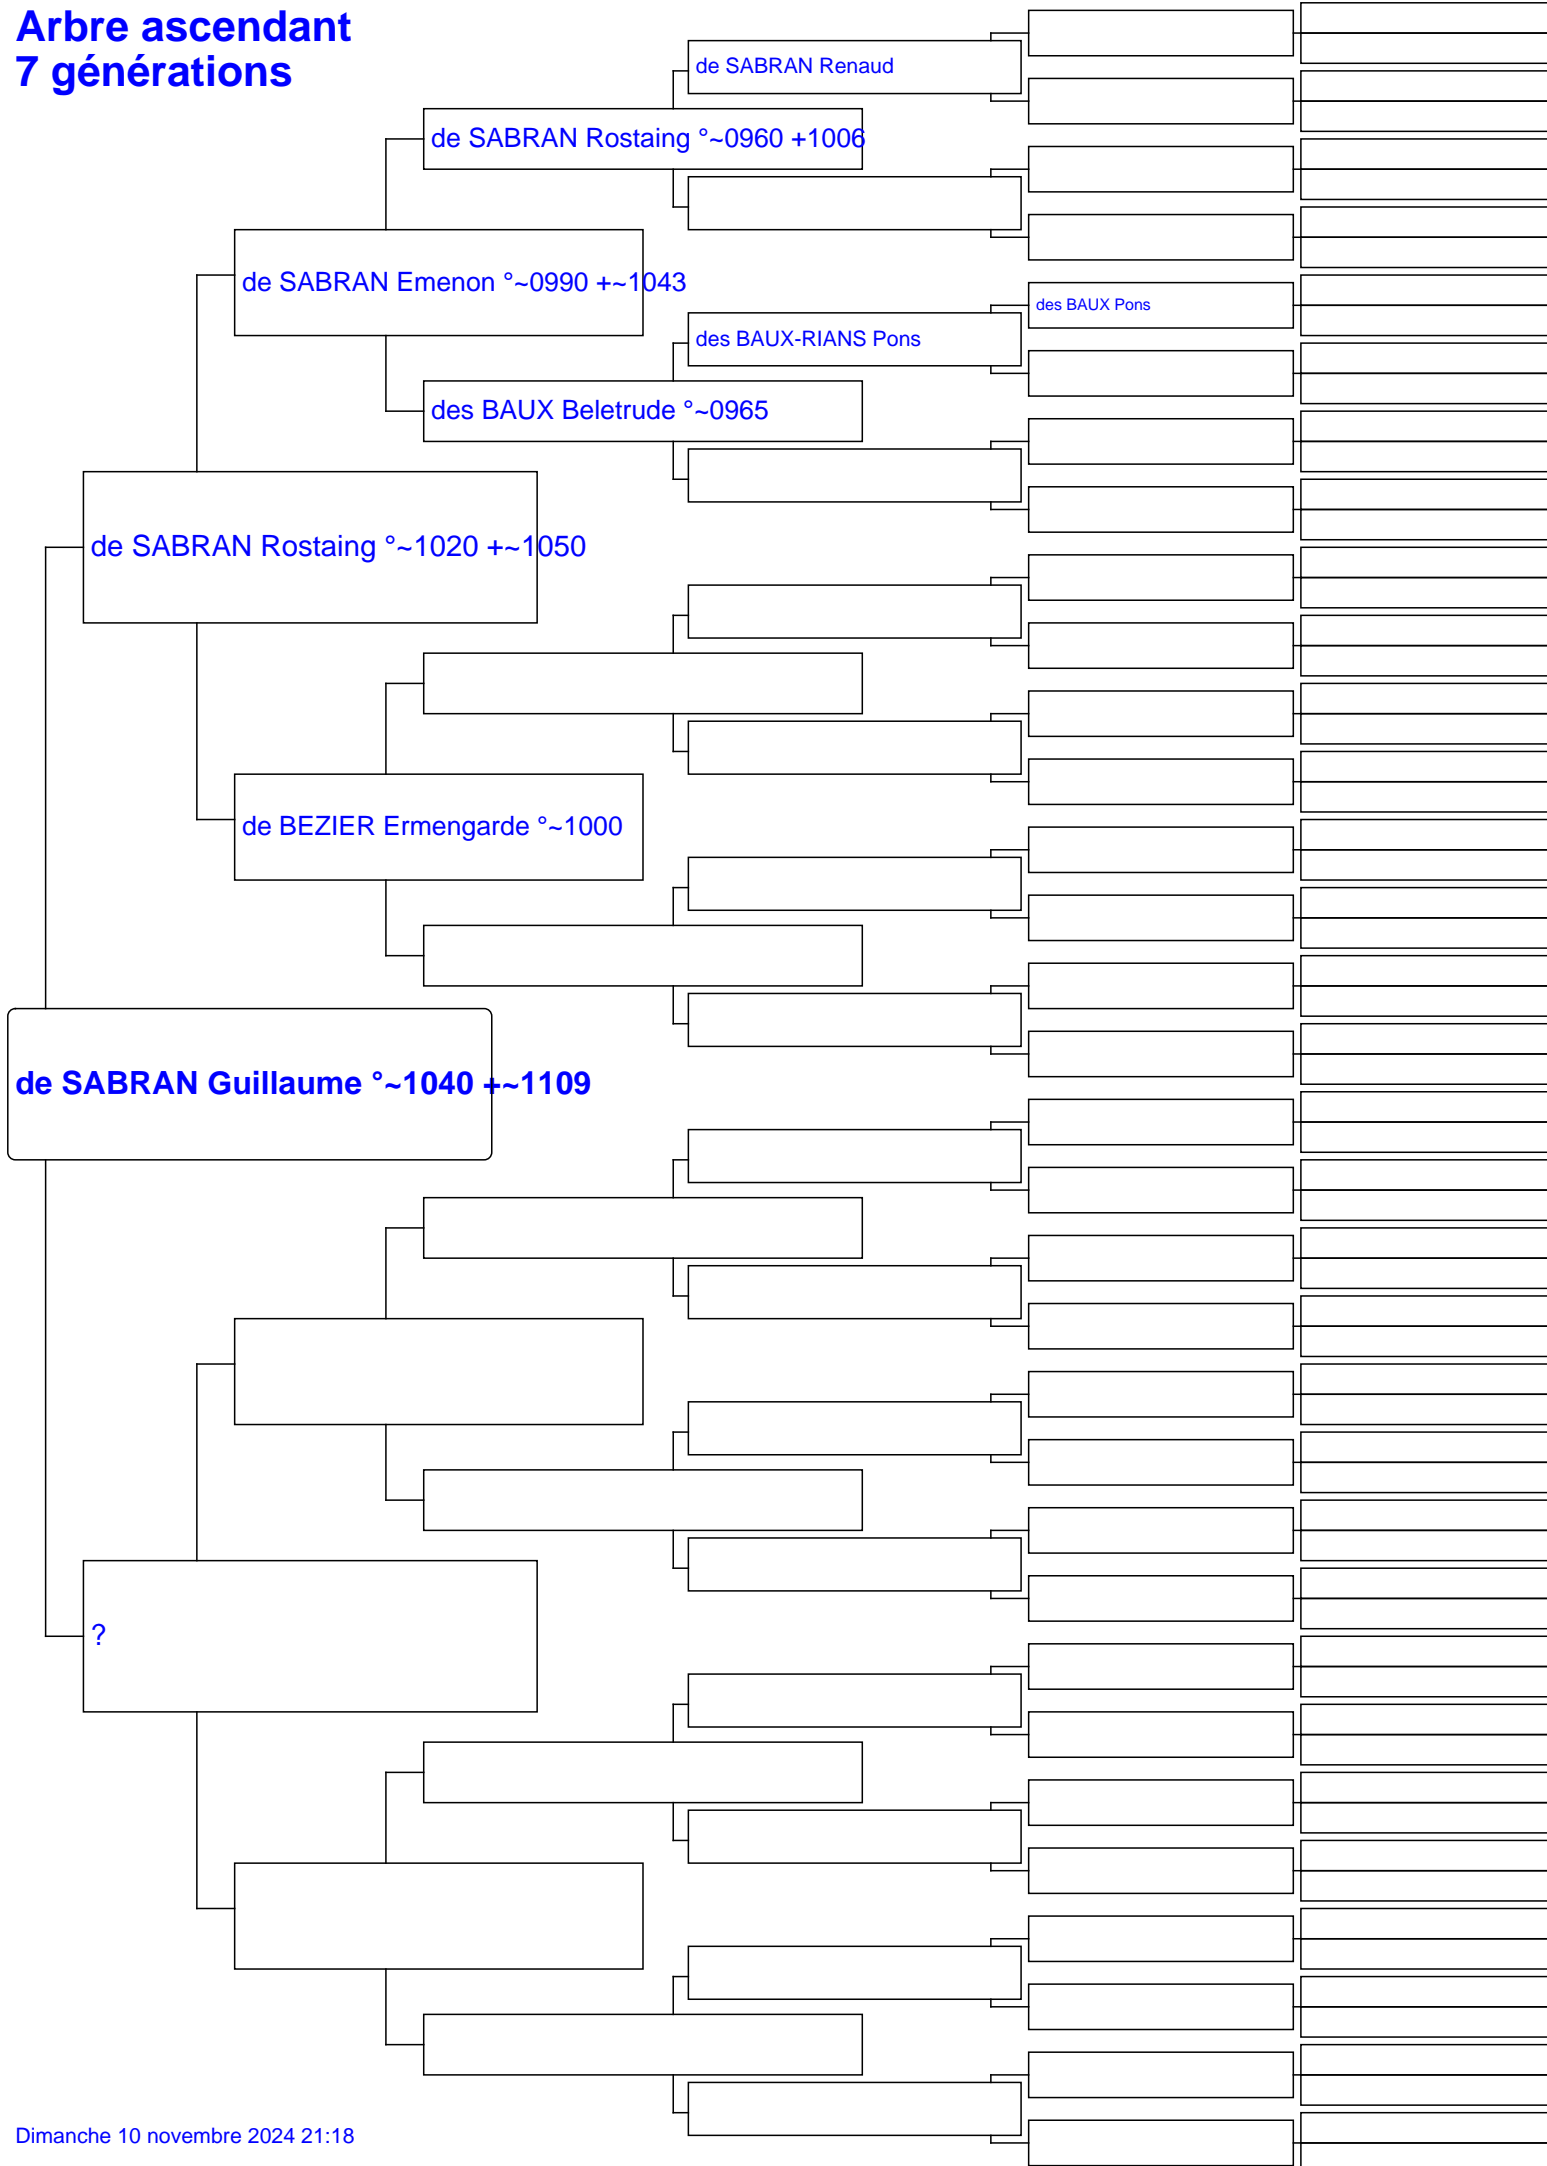 Arbre ascendant
7 générations
de SABRAN Renaud
de SABRAN Rostaing °~0960 +1006
de SABRAN Emenon °~0990 +~1043
des BAUX Pons
des BAUX-RIANS Pons
des BAUX Beletrude °~0965
de SABRAN Rostaing °~1020 +~1050
de BEZIER Ermengarde °~1000
de SABRAN Guillaume °~1040 +~1109
?
Dimanche 10 novembre 2024 21:18